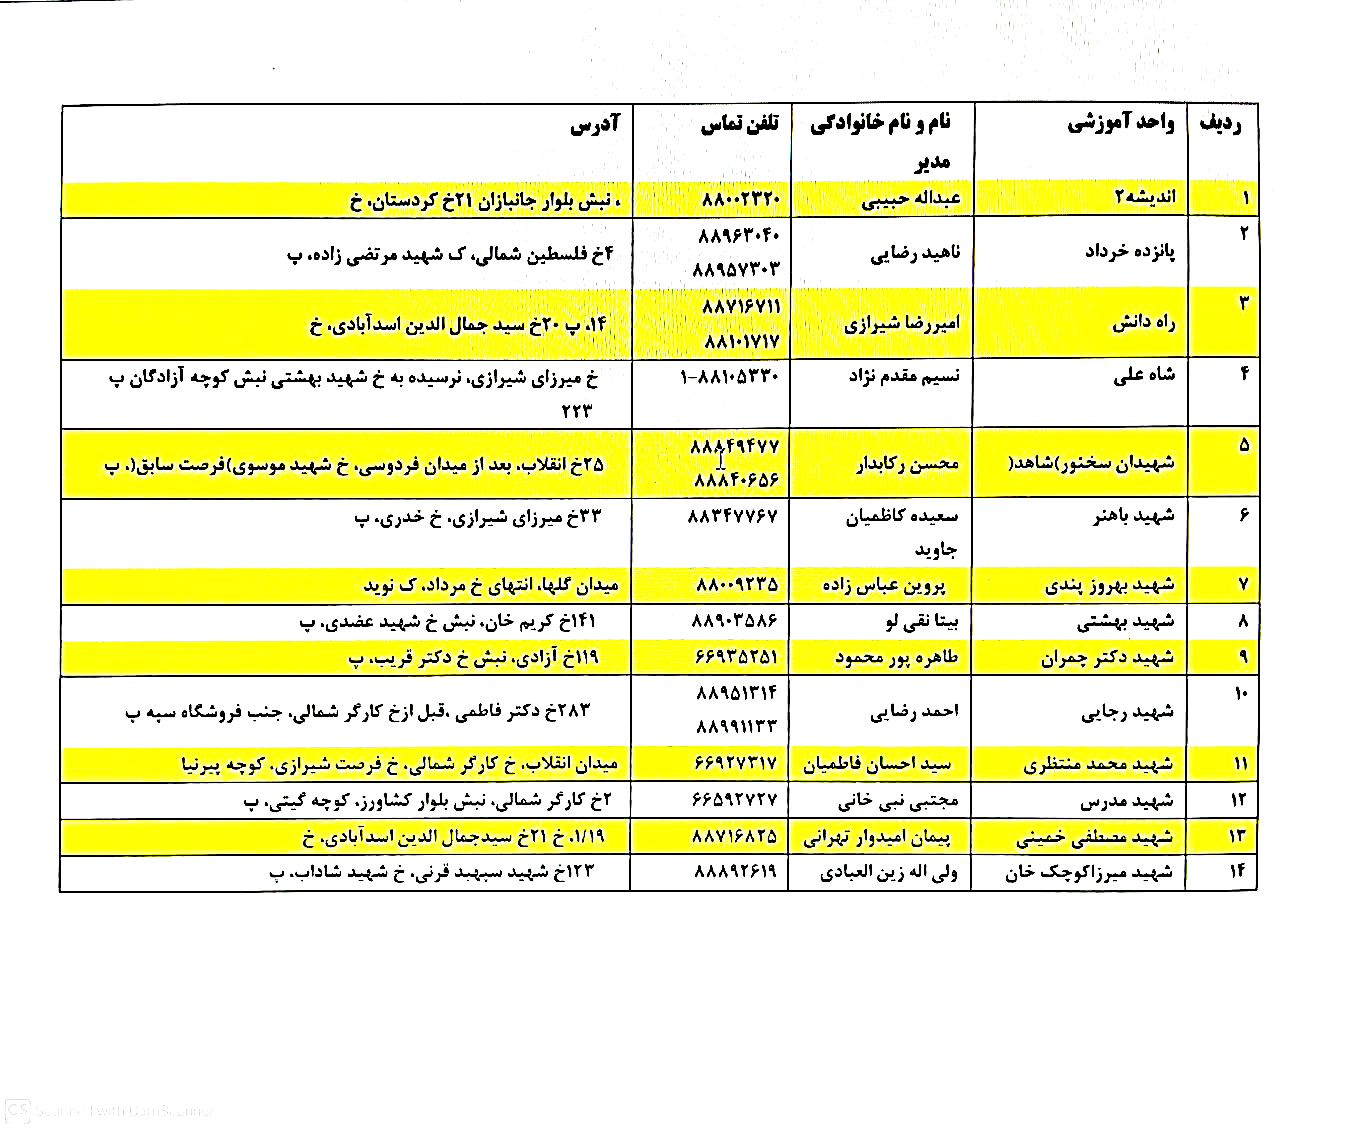 ردیف واحد آموزشی نام و نام خانوادگی مدیر تلفن تماس آدرس
۱ اندیشه۲ عبداله حبیبی ۸۸۰۰۲۳۲۰ ، نبش بلوار جانبازان ۲۱خ کردستان، خ
۲ پانزده خرداد ناهید رضایی ۸۸۹۶۳۰۴۰ ۸۸۹۵۷۳۰۳ ۴خ فلسطین شمالی، ک شهید مرتضی زاده، پ
۳ راه دانش امیررضا شیرازی ۸۸۷۱۶۷۱۱ ۸۸۱۰۱۷۱۷ ۱۴، پ ۲۰خ سید جمال الدین اسدآبادی، خ
۴ شاه علی نسیم مقدم نژاد ۱-۸۸۱۰۵۳۳۰ خ میرزای شیرازی، نرسیده به خ شهید بهشتی نبش کوچه آزادگان پ
۲۲۳
۵ شهیدان سخنور)شاهد( محسن رکابدار ۸۸۸۴۹۴۷۷ ۸۸۸۴۰۶۵۶ ۲۵خ انقلاب، بعد از میدان فردوسی، خ شهید موسوی)فرصت سابق(، پ
۶ شهید باهنر سعیده کاظمیان جاوید ۸۸۳۴۷۷۶۷ ۳۳خ میرزای شیرازی، خ خدری، پ
۷ شهید بهروز پندی پروین عباس زاده ۸۸۰۰۹۲۳۵ میدان گلها، انتهای خ مرداد، ک نوید
۸ شهید بهشتی بیتا نقی لو ۸۸۹۰۳۵۸۶ ۱۴۱خ کریم خان، نبش خ شهید عضدی، پ
۹ شهید دکتر چمران طاهره پور محمود ۶۶۹۳۵۲۵۱ ۱۱۹خ آزادی، نبش خ دکتر قریب، پ
۱۰ شهید رجایی احمد رضایی ۸۸۹۵۱۳۱۴ ۸۸۹۹۱۱۳۳ ۲۸۳خ دکتر فاطمی ،قبل ازخ کارگر شمالی، جنب فروشگاه سپه پ
۱۱ شهید محمد منتظری سید احسان فاطمیان ۶۶۹۲۷۳۱۷ میدان انقلاب، خ کارگر شمالی، خ فرصت شیرازی، کوچه پیرنیا
۱۲ شهید مدرس مجتبی نبی خانی ۶۶۵۹۲۷۲۷ ۲خ کارگر شمالی، نبش بلوار کشاورز، کوچه گیتی، پ
۱۳ شهید مصطفی خمینی پیمان امیدوار تهرانی ۸۸۷۱۶۸۲۵ ۱/۱۹، خ ۲۱خ سیدجمال الدین اسدآبادی، خ
۱۴ شهید میرزاکوچک خان ولی اله زین العبادی ۸۸۸۹۲۶۱۹ ۱۲۳خ شهید سپهبد قرنی، خ شهید شاداب، پ
CS Scanned with CamScanner